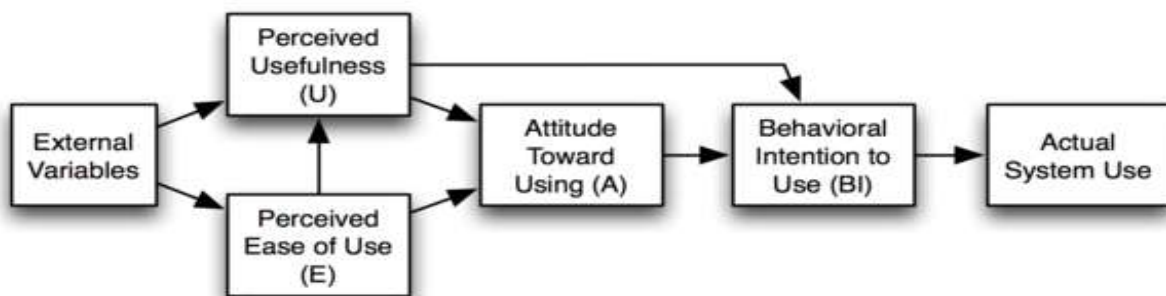 External
Variables
Perceived
Usefulness
(U)
Perceived
Ease of Use
(E)
Attitude
Toward
Using (A)
Behavioral
Intention to
Use (BI)
Actual
System Use